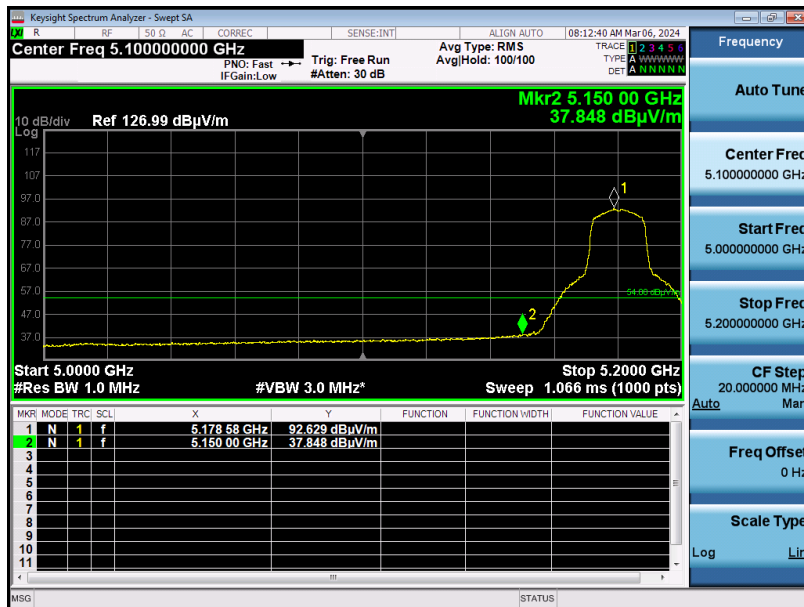 Keysight Spectrum Analyzer - Swept SA
LXI R RF 50 Ω AC CORREC SENSE:INT ALIGN AUTO 08:12:40 AM Mar 06, 2024
Center Freq 5.100000000 GHz
PNO: Fast
IFGain:Low
Trig: Free Run
#Atten: 30 dB
Avg Type: RMS
Avg|Hold: 100/100
TRACE 1 2 3 4 5 6
TYPE A WWWWW
DET A N N N N N
Mkr2 5.150 00 GHz
37.848 dBµV/m
10 dB/div Ref 126.99 dBµV/m
Log
117
107
97.0
87.0
77.0
67.0
57.0
47.0
37.0
1
2
54.00 dBµV/m
Start 5.0000 GHz Stop 5.2000 GHz
#Res BW 1.0 MHz #VBW 3.0 MHz* Sweep 1.066 ms (1000 pts)
MKR MODE TRC SCL X Y FUNCTION FUNCTION WIDTH FUNCTION VALUE
1 N 1 f 5.178 58 GHz 92.629 dBµV/m
2 N 1 f 5.150 00 GHz 37.848 dBµV/m
3
4
5
6
7
8
9
10
11
MSG STATUS
Frequency
Auto Tune
Center Freq
5.100000000 GHz
Start Freq
5.000000000 GHz
Stop Freq
5.200000000 GHz
CF Step
20.000000 MHz
Auto Man
Freq Offset
0 Hz
Scale Type
Log Lin